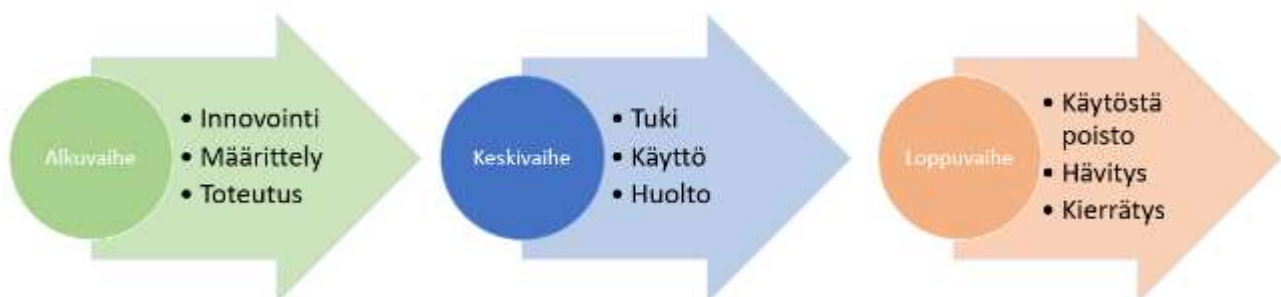 Alkuvaihe
• Innovointi
• Määrittely
• Toteutus
Keskivaihe
• Tuki
• Käyttö
• Huolto
Loppuvaihe
• Käytöstä
poisto
• Hävitys
• Kierrätys